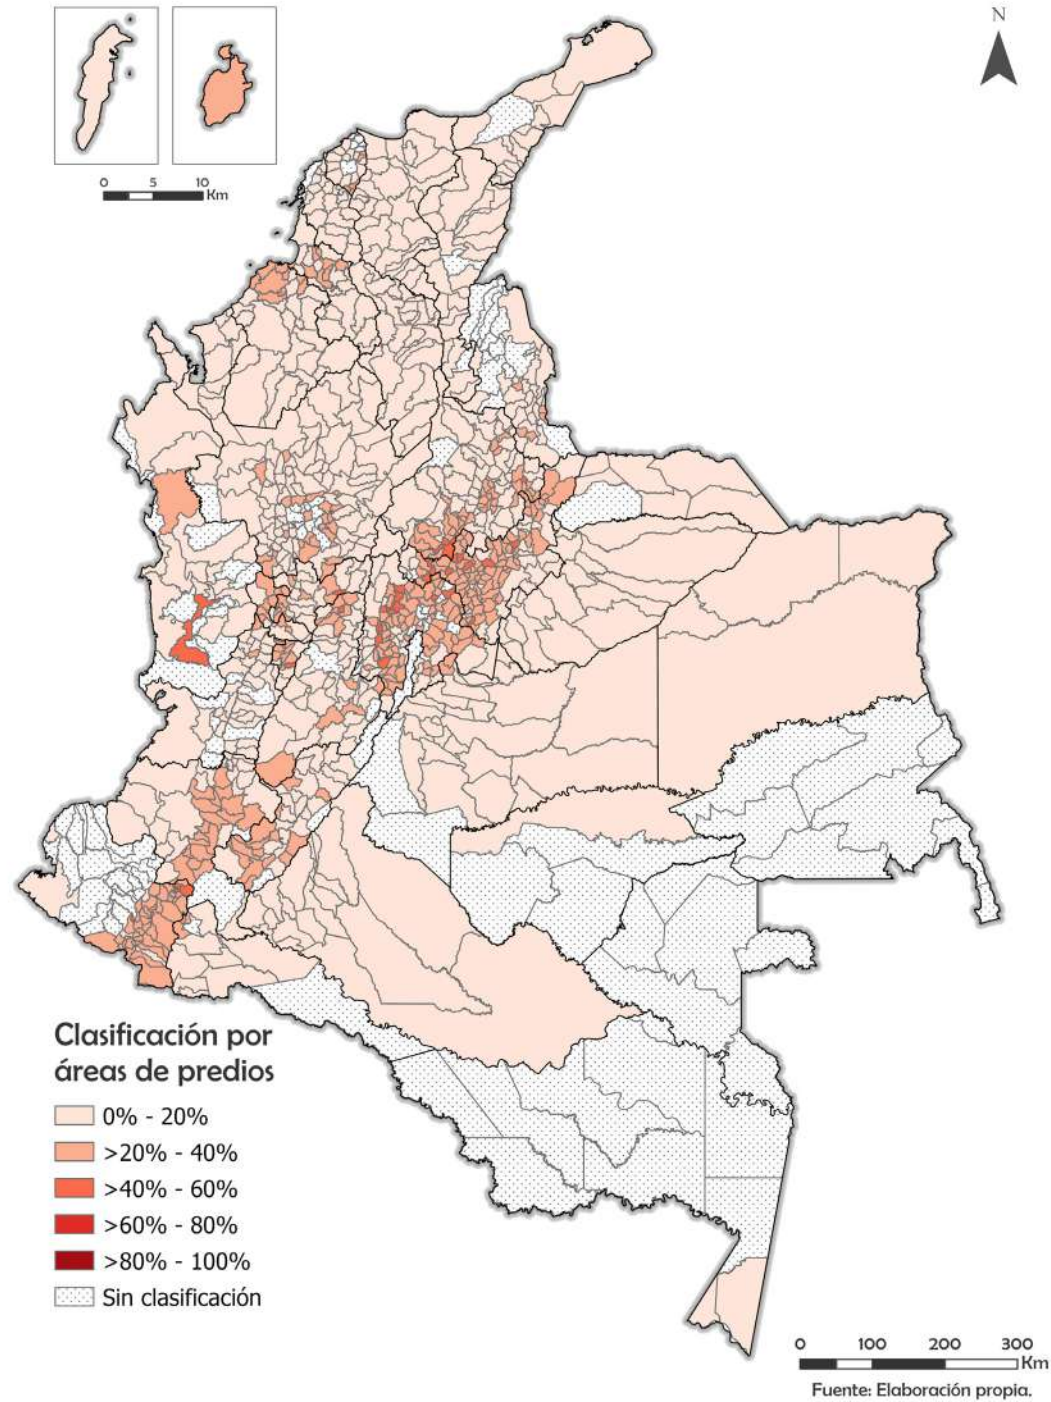 N
0 5 10
Km
Clasificación por
áreas de predios
0% - 20%
>20% - 40%
>40% - 60%
>60% - 80%
>80% - 100%
Sin clasificación
0 100 200 300
Km
Fuente: Elaboración propia.